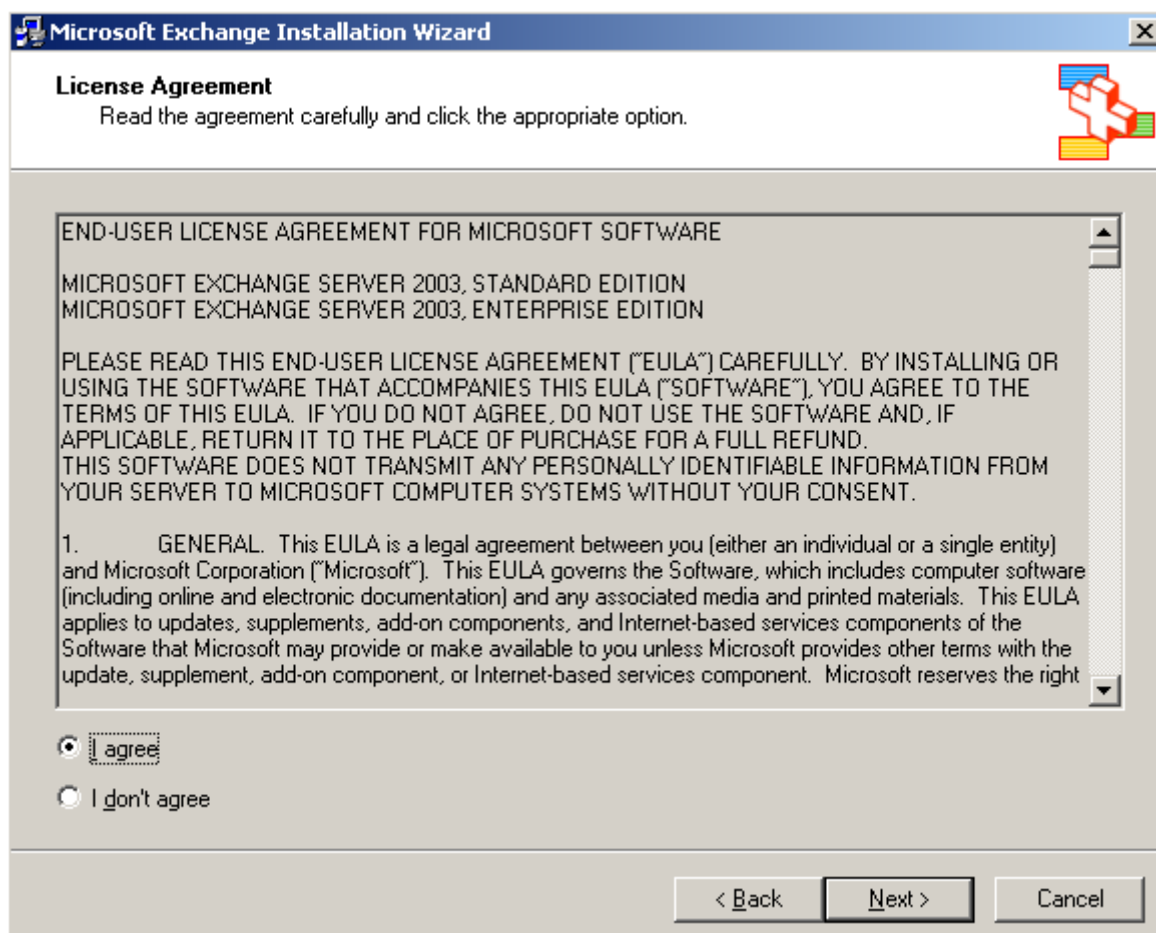 Microsoft Exchange Installation Wizard
License Agreement
Read the agreement carefully and click the appropriate option.
END-USER LICENSE AGREEMENT FOR MICROSOFT SOFTWARE
MICROSOFT EXCHANGE SERVER 2003, STANDARD EDITION
MICROSOFT EXCHANGE SERVER 2003, ENTERPRISE EDITION
PLEASE READ THIS END-USER LICENSE AGREEMENT ("EULA") CAREFULLY.  BY INSTALLING OR
USING THE SOFTWARE THAT ACCOMPANIES THIS EULA ("SOFTWARE"), YOU AGREE TO THE
TERMS OF THIS EULA.  IF YOU DO NOT AGREE, DO NOT USE THE SOFTWARE AND, IF
APPLICABLE, RETURN IT TO THE PLACE OF PURCHASE FOR A FULL REFUND.
THIS SOFTWARE DOES NOT TRANSMIT ANY PERSONALLY IDENTIFIABLE INFORMATION FROM
YOUR SERVER TO MICROSOFT COMPUTER SYSTEMS WITHOUT YOUR CONSENT.
1.        GENERAL.  This EULA is a legal agreement between you (either an individual or a single entity)
and Microsoft Corporation ("Microsoft").  This EULA governs the Software, which includes computer software
(including online and electronic documentation) and any associated media and printed materials.  This EULA
applies to updates, supplements, add-on components, and Internet-based services components of the
Software that Microsoft may provide or make available to you unless Microsoft provides other terms with the
update, supplement, add-on component, or Internet-based services component.  Microsoft reserves the right
I agree
I don't agree
< Back
Next >
Cancel